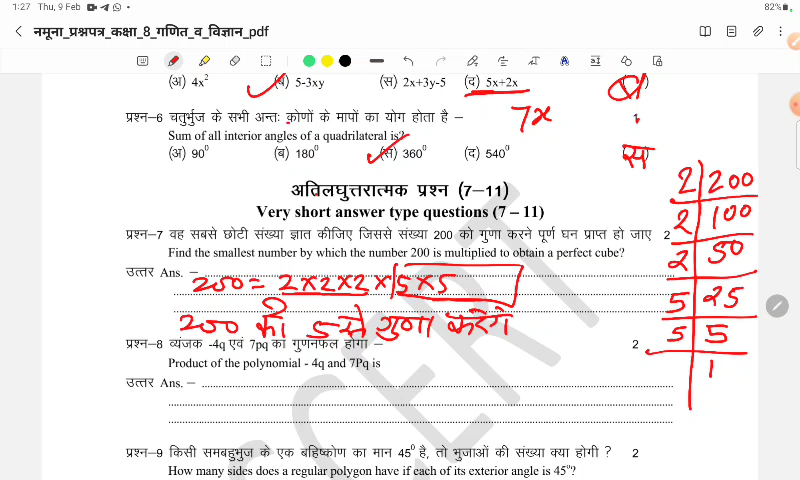 1:27 Thu, 9 Feb
82%
नमूना_प्रश्नपत्र_कक्षा_8_गणित_व_विज्ञान_pdf
(अ) 4x² (ब) 5-3xy (स) 2x+3y-5 (द) 5x+2x
7x
प्रश्न–6 चतुर्भुज के सभी अन्तः कोणों के मापों का योग होता है – 1
Sum of all interior angles of a quadrilateral is?
(अ) 90⁰ (ब) 180⁰ (स) 360⁰ (द) 540⁰ स
अतिलघुत्तरात्मक प्रश्न (7–11)
Very short answer type questions (7 – 11)
प्रश्न–7 वह सबसे छोटी संख्या ज्ञात कीजिए जिससे संख्या 200 को गुणा करने पूर्ण घन प्राप्त हो जाए 2
Find the smallest number by which the number 200 is multiplied to obtain a perfect cube?
उत्तर Ans. –
200 = 2×2×2×5×5
200 को 5 से गुणा करेंगे
प्रश्न–8 व्यंजक -4q एवं 7pq का गुणनफल होगा – 2
Product of the polynomial - 4q and 7Pq is
उत्तर Ans. –
प्रश्न–9 किसी समबहुभुज के एक बहिष्कोण का मान 45⁰ है, तो भुजाओं की संख्या क्या होगी ? 2
How many sides does a regular polygon have if each of its exterior angle is 45⁰?
2 200
2 100
2 50
5 25
5 5
1
CERT